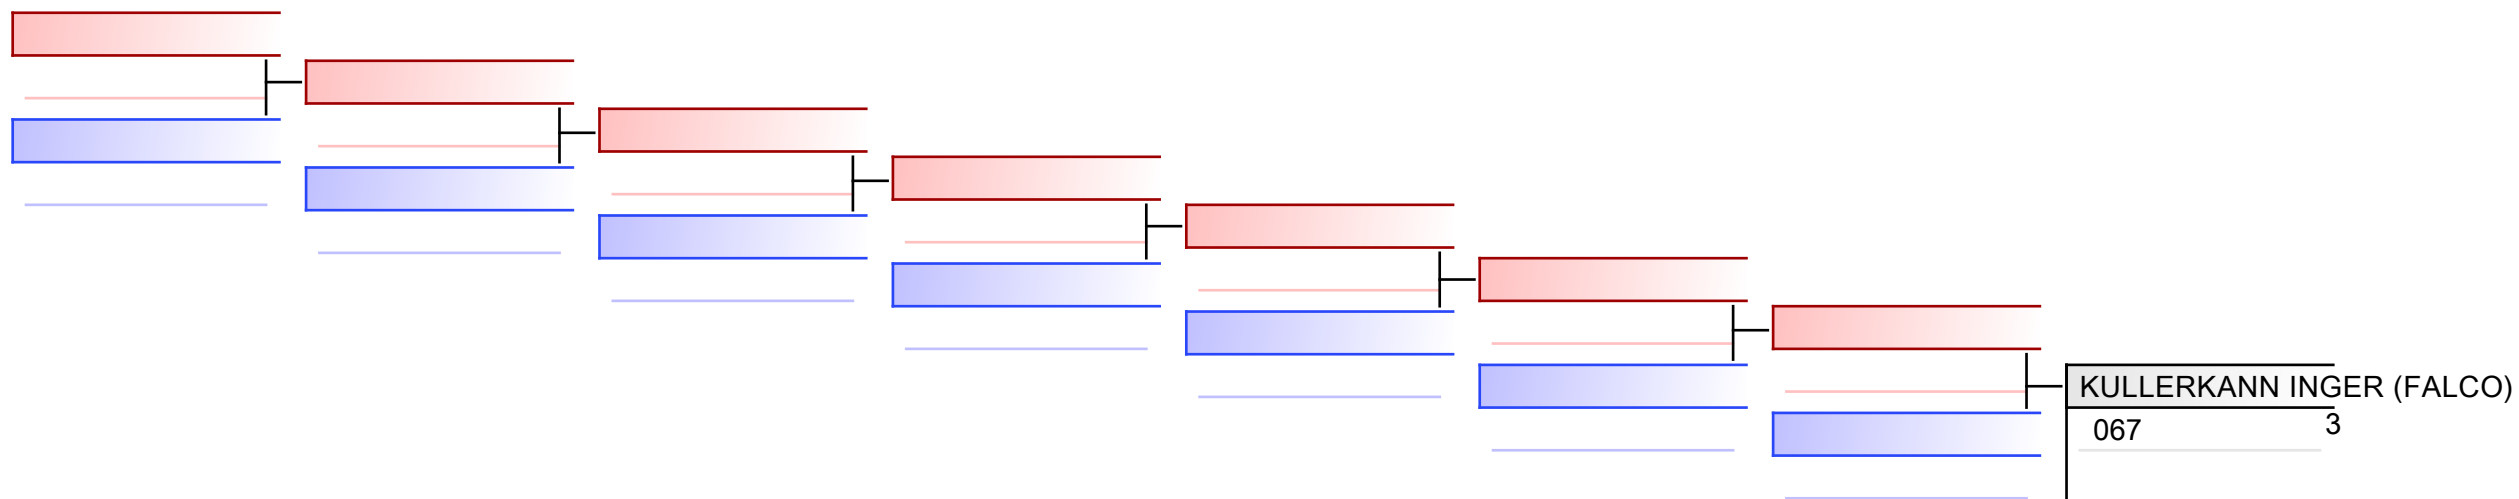 KULLERKANN INGER (FALCO)
067 3